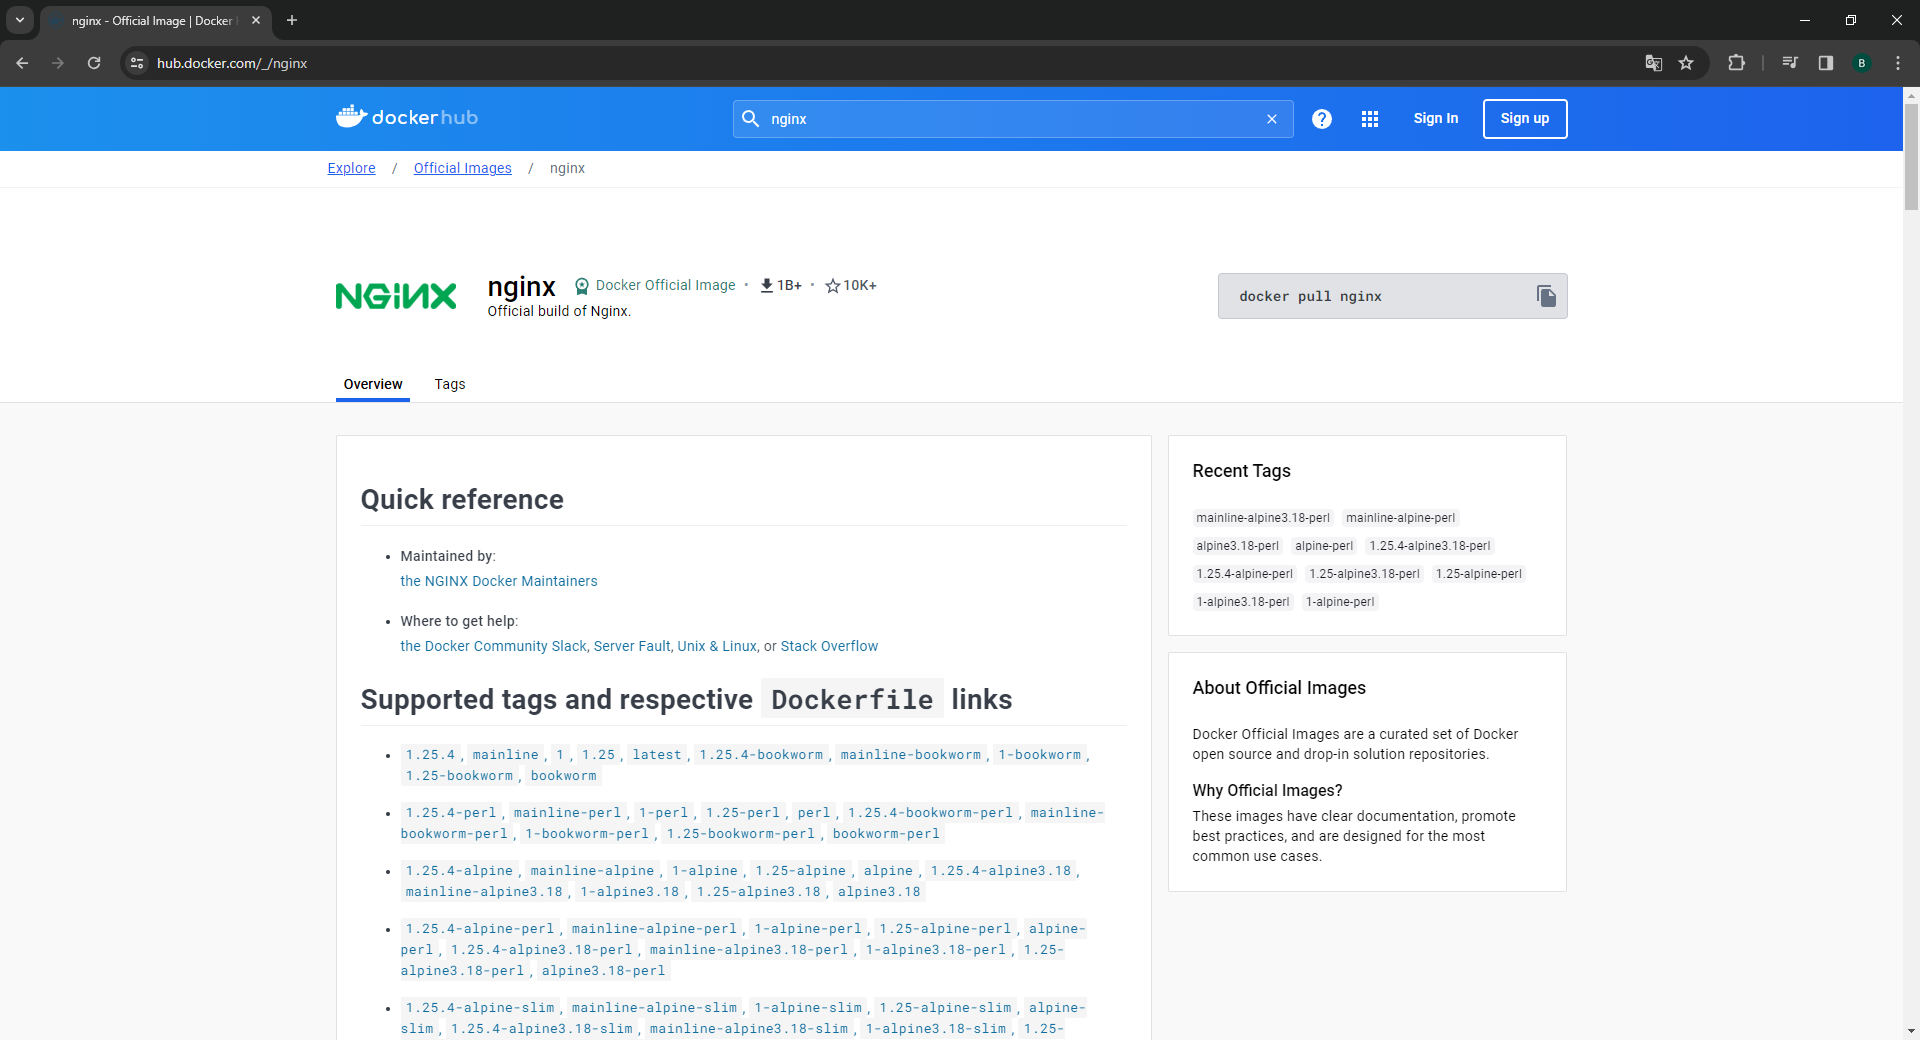 nginx - Official Image | Docker
hub.docker.com/_/nginx
B
dockerhub
nginx
Sign In
Sign up
Explore / Official Images / nginx
NGINX
nginx Docker Official Image • 1B+ • 10K+
Official build of Nginx.
docker pull nginx
Overview Tags
Quick reference
• Maintained by:
the NGINX Docker Maintainers
• Where to get help:
the Docker Community Slack, Server Fault, Unix & Linux, or Stack Overflow
Supported tags and respective Dockerfile links
• 1.25.4, mainline, 1, 1.25, latest, 1.25.4-bookworm, mainline-bookworm, 1-bookworm,
1.25-bookworm, bookworm
• 1.25.4-perl, mainline-perl, 1-perl, 1.25-perl, perl, 1.25.4-bookworm-perl, mainline-
bookworm-perl, 1-bookworm-perl, 1.25-bookworm-perl, bookworm-perl
• 1.25.4-alpine, mainline-alpine, 1-alpine, 1.25-alpine, alpine, 1.25.4-alpine3.18,
mainline-alpine3.18, 1-alpine3.18, 1.25-alpine3.18, alpine3.18
• 1.25.4-alpine-perl, mainline-alpine-perl, 1-alpine-perl, 1.25-alpine-perl, alpine-
perl, 1.25.4-alpine3.18-perl, mainline-alpine3.18-perl, 1-alpine3.18-perl, 1.25-
alpine3.18-perl, alpine3.18-perl
• 1.25.4-alpine-slim, mainline-alpine-slim, 1-alpine-slim, 1.25-alpine-slim, alpine-
slim, 1.25.4-alpine3.18-slim, mainline-alpine3.18-slim, 1-alpine3.18-slim, 1.25-
Recent Tags
mainline-alpine3.18-perl mainline-alpine-perl
alpine3.18-perl alpine-perl 1.25.4-alpine3.18-perl
1.25.4-alpine-perl 1.25-alpine3.18-perl 1.25-alpine-perl
1-alpine3.18-perl 1-alpine-perl
About Official Images
Docker Official Images are a curated set of Docker
open source and drop-in solution repositories.
Why Official Images?
These images have clear documentation, promote
best practices, and are designed for the most
common use cases.